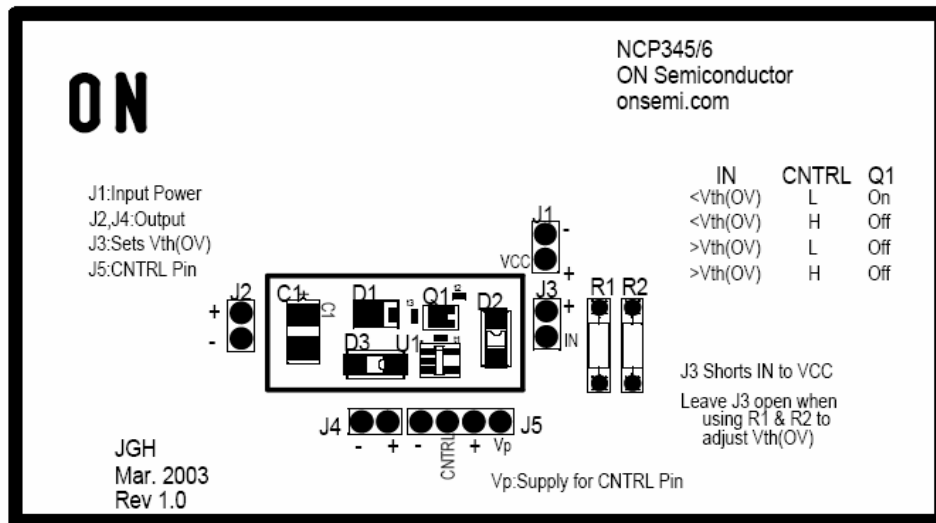 NCP345/6
ON Semiconductor
onsemi.com
ON
J1:Input Power
J2,J4:Output
J3:Sets Vth(OV)
J5:CNTRL Pin
IN CNTRL Q1
<Vth(OV) L On
<Vth(OV) H Off
>Vth(OV) L Off
>Vth(OV) H Off
J1
-
VCC
+
J2
+
-
C1
C1
D1
Q1
D2
D3
U1
J3
+
IN
R1 R2
J3 Shorts IN to VCC
Leave J3 open when
using R1 & R2 to
adjust Vth(OV)
J4
- + - CNTRL + Vp
J5
Vp:Supply for CNTRL Pin
JGH
Mar. 2003
Rev 1.0